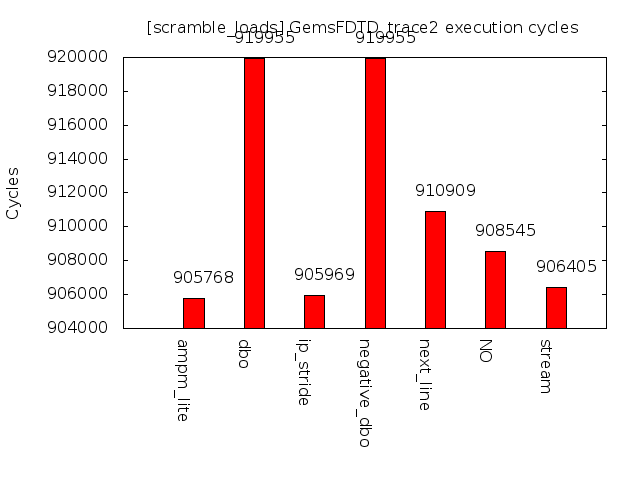 [scramble_loads] GemsFDTD_trace2 execution cycles
919955 919955
920000
918000
916000
914000
912000
910000
908000
906000
904000
Cycles
905768
905969
910909
908545
906405
ampm_lite
dbo
ip_stride
negative_dbo
next_line
NO
stream